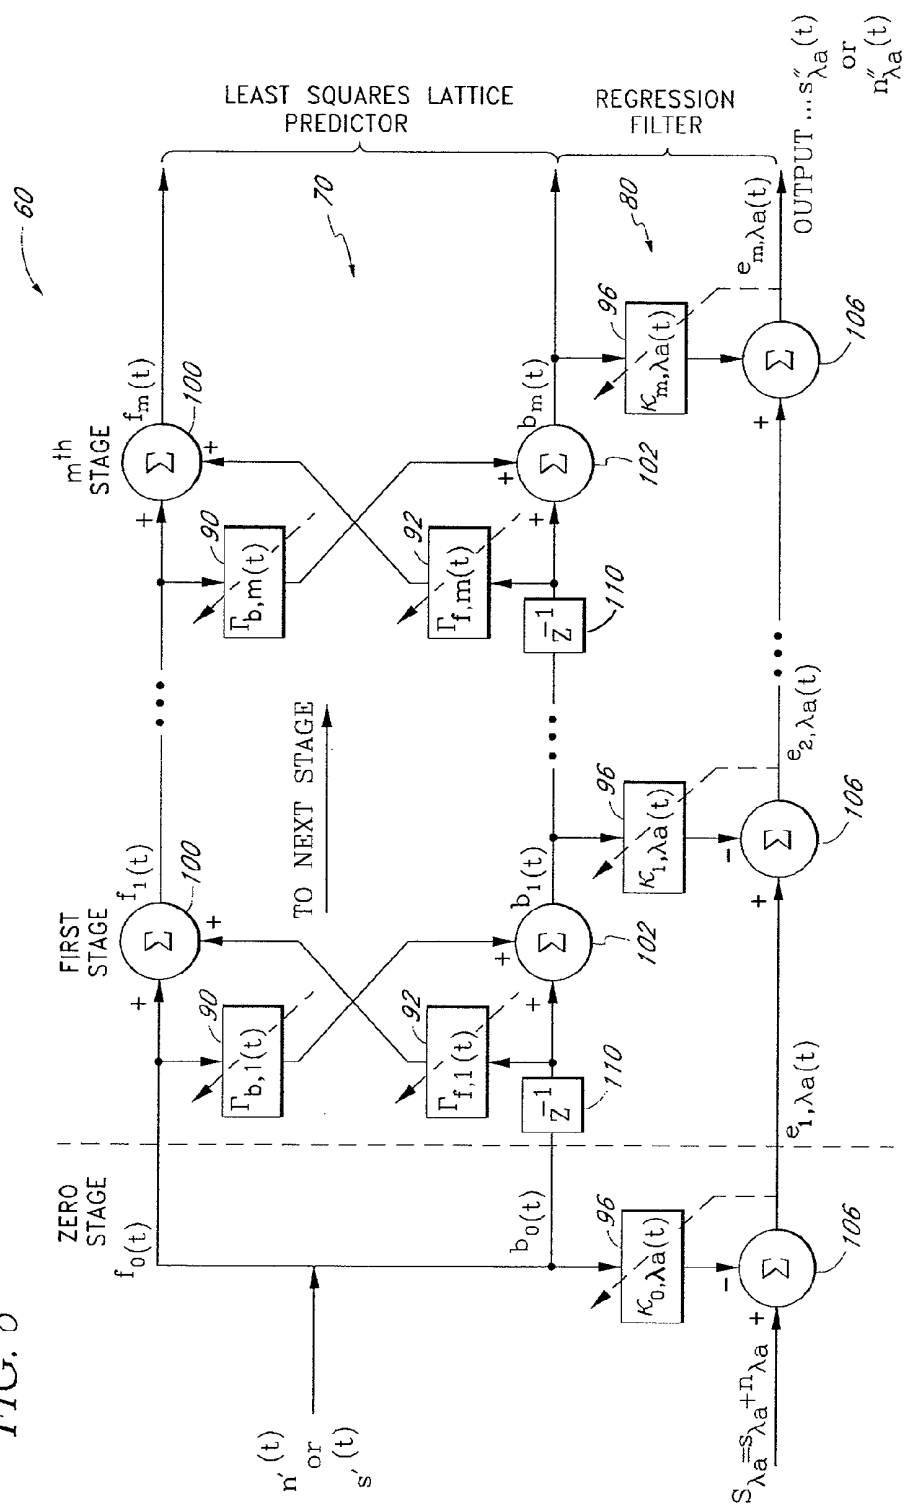 FIG. 8
60
LEAST SQUARES LATTICE
PREDICTOR
REGRESSION
FILTER
70
80
ZERO
STAGE
FIRST
STAGE
mth
STAGE
f0(t)
f1(t)
fm(t)
100
100
+
+
+
+
90
Γb,1(t)
90
Γb,m(t)
TO NEXT STAGE
n′(t)
or
s′(t)
92
Γf,1(t)
92
Γf,m(t)
b0(t)
Z-1
110
+
+
Σ
Σ
b1(t)
102
Z-1
110
+
+
Σ
Σ
bm(t)
102
96
κ0,λa(t)
96
κ1,λa(t)
96
κm,λa(t)
Sλa=sλa+nλa
+
-
Σ
106
e1,λa(t)
+
-
Σ
106
e2,λa(t)
+
Σ
106
em,λa(t)
OUTPUT ... s″λa(t)
or
n″λa(t)